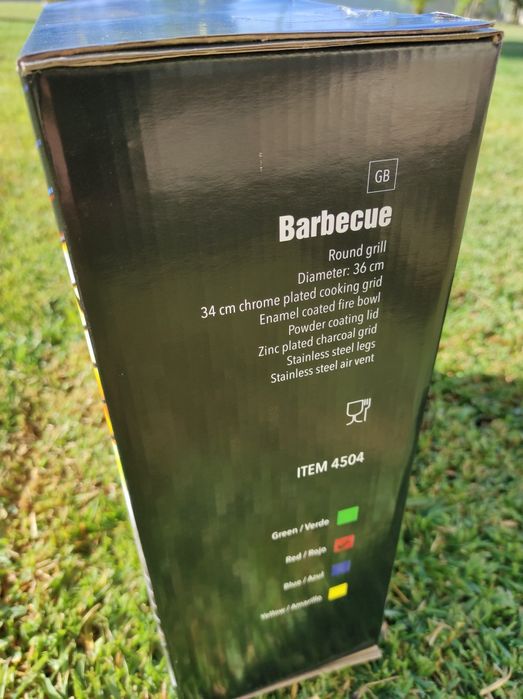 GB
Barbecue
Round grill
Diameter: 36 cm
34 cm chrome plated cooking grid
Enamel coated fire bowl
Powder coating lid
Zinc plated charcoal grid
Stainless steel legs
Stainless steel air vent
ITEM 4504
Green / Verde
Red / Rojo
Blue / Azul
Yellow / Amarillo